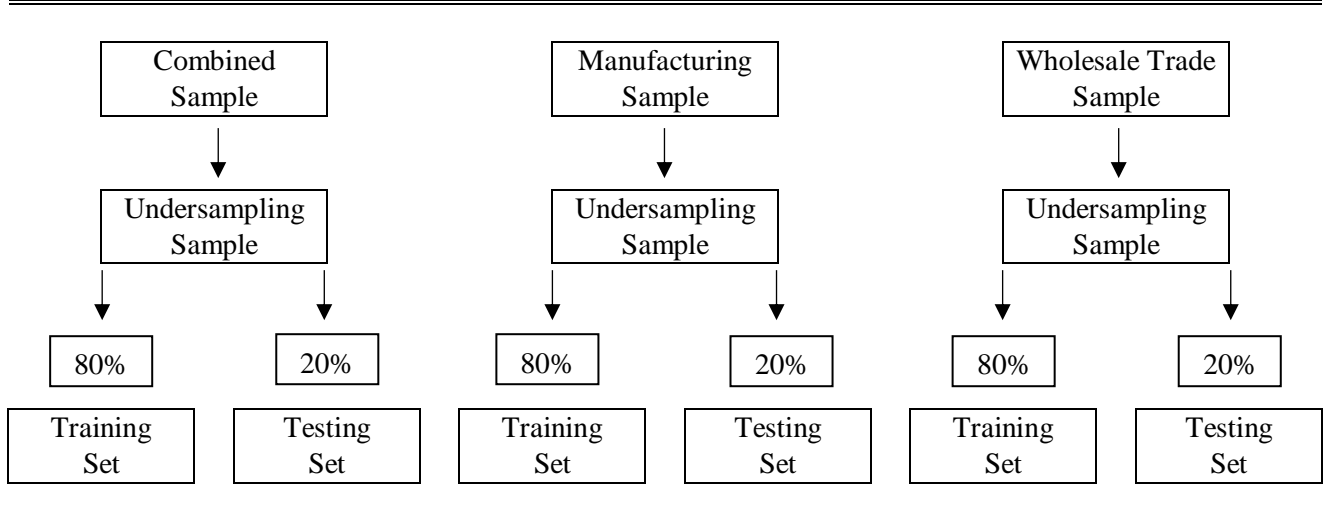 Combined
Sample
Manufacturing
Sample
Wholesale Trade
Sample
Undersampling
Sample
Undersampling
Sample
Undersampling
Sample
80%
20%
80%
20%
80%
20%
Training
Set
Testing
Set
Training
Set
Testing
Set
Training
Set
Testing
Set